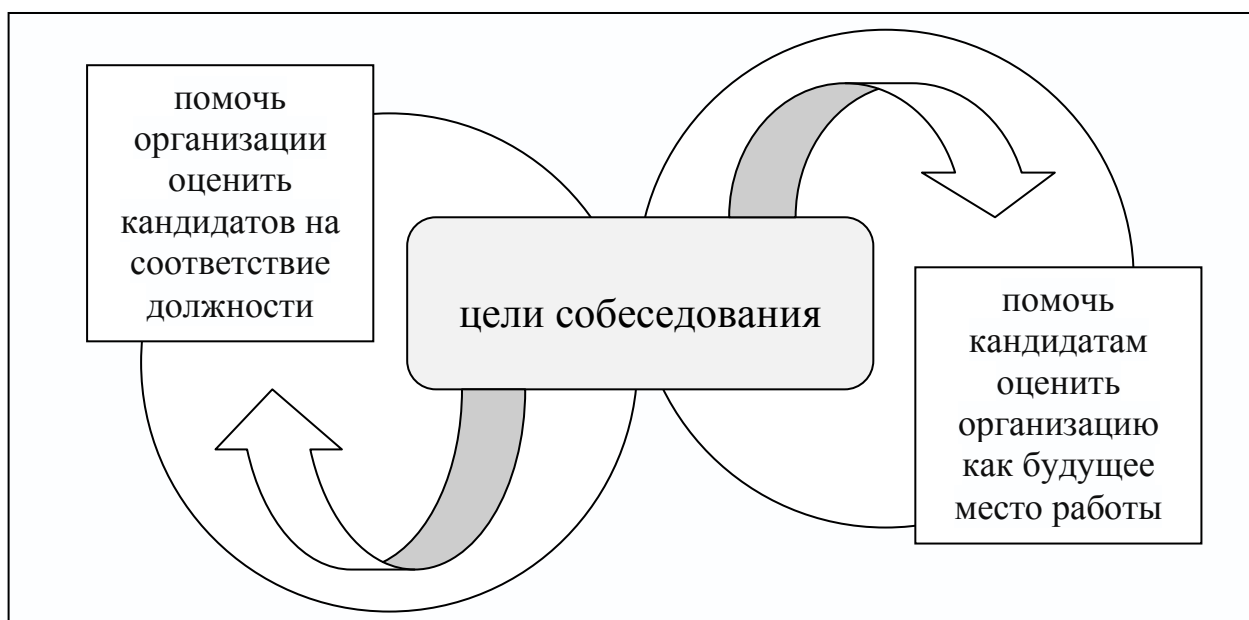 помочь
организации
оценить
кандидатов на
соответствие
должности
цели собеседования
помочь
кандидатам
оценить
организацию
как будущее
место работы